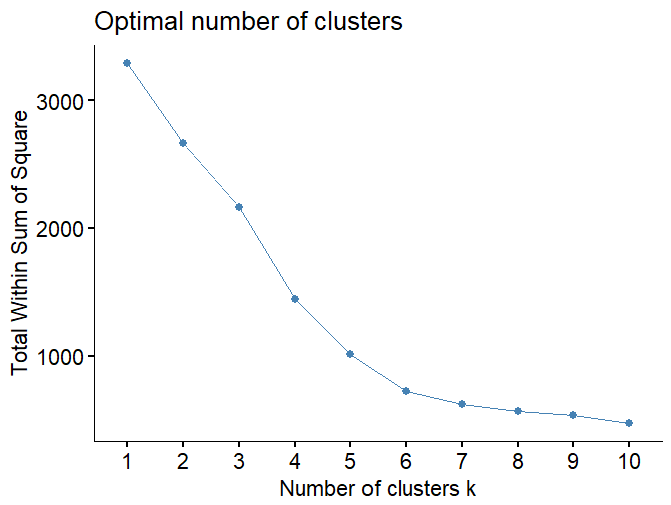 Optimal number of clusters
Total Within Sum of Square
3000
2000
1000
1 2 3 4 5 6 7 8 9 10
Number of clusters k